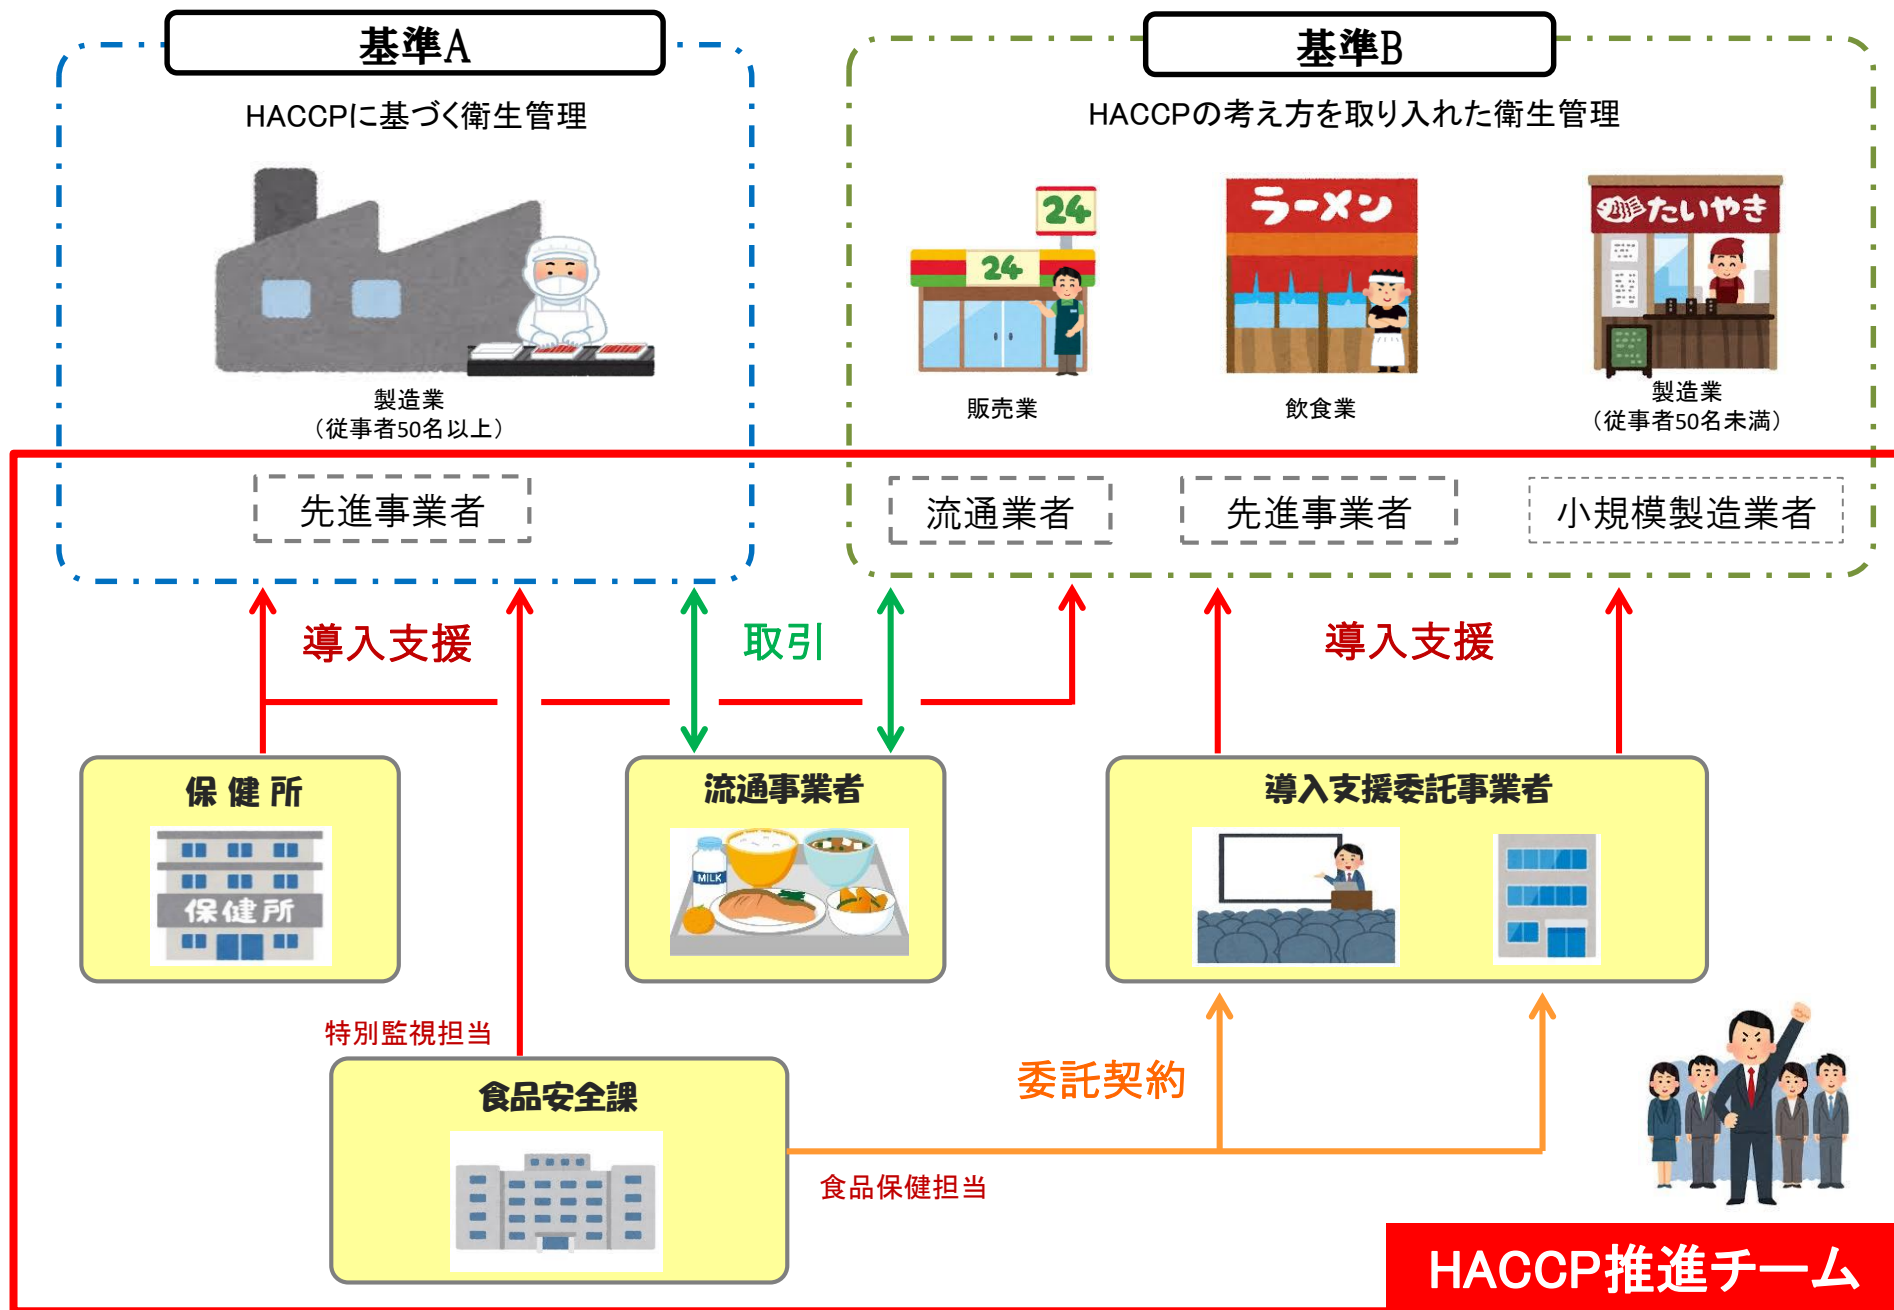 基準A
HACCPに基づく衛生管理
製造業
（従事者50名以上）
先進事業者
基準B
HACCPの考え方を取り入れた衛生管理
24
24
販売業
ラーメン
飲食業
たいやき
製造業
（従事者50名未満）
流通業者
先進事業者
小規模製造業者
導入支援
取引
導入支援
保健所
保健所
流通事業者
MILK
導入支援委託事業者
特別監視担当
食品安全課
委託契約
食品保健担当
HACCP推進チーム